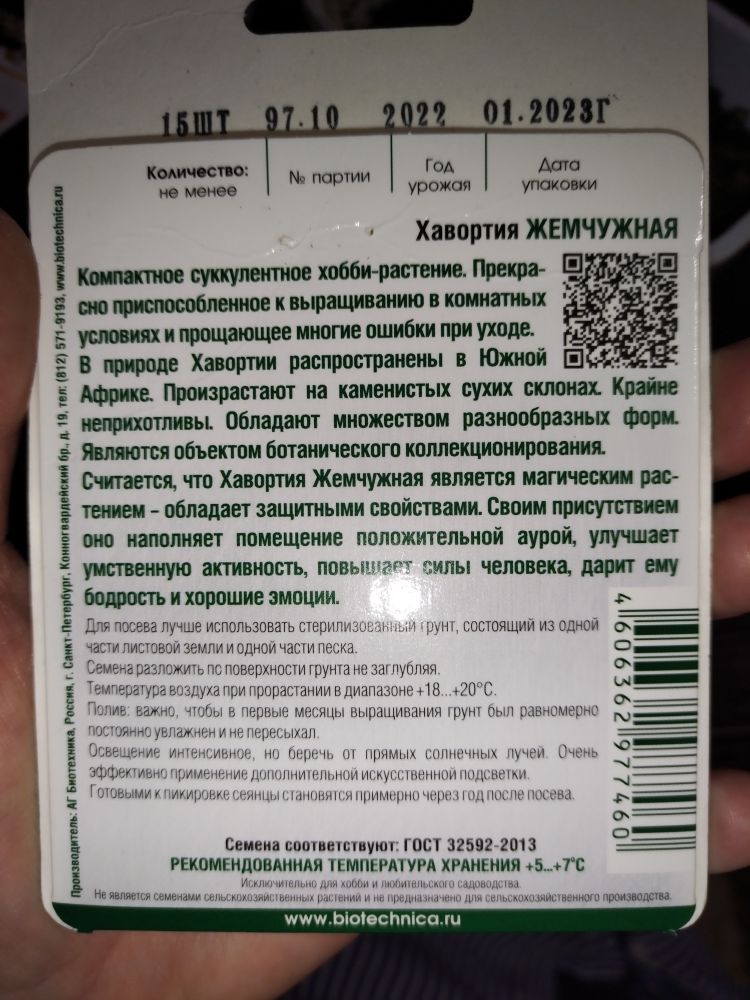 15ШТ 97.10 2022 01.2023Г
Количество: не менее
№ партии
Год урожая
Дата упаковки
Хавортия ЖЕМЧУЖНАЯ
Компактное суккулентное хобби-растение. Прекра-
сно приспособленное к выращиванию в комнатных
условиях и прощающее многие ошибки при уходе.
В природе Хавортии распространены в Южной
Африке. Произрастают на каменистых сухих склонах. Крайне
неприхотливы. Обладают множеством разнообразных форм.
Являются объектом ботанического коллекционирования.
Считается, что Хавортия Жемчужная является магическим рас-
тением – обладает защитными свойствами. Своим присутствием
оно наполняет помещение положительной аурой, улучшает
умственную активность, повышает силы человека, дарит ему
бодрость и хорошие эмоции.
Для посева лучше использовать стерилизованный грунт, состоящий из одной
части листовой земли и одной части песка.
Семена разложить по поверхности грунта не заглубляя.
Температура воздуха при прорастании в диапазоне +18...+20°С.
Полив: важно, чтобы в первые месяцы выращивания грунт был равномерно
постоянно увлажнен и не пересыхал.
Освещение интенсивное, но беречь от прямых солнечных лучей. Очень
эффективно применение дополнительной искусственной подсветки.
Готовыми к пикировке сеянцы становятся примерно через год после посева.
Семена соответствуют: ГОСТ 32592-2013
РЕКОМЕНДОВАННАЯ ТЕМПЕРАТУРА ХРАНЕНИЯ +5...+7°С
Исключительно для хобби и любительского садоводства.
Не является семенами сельскохозяйственных растений и не предназначено для сельскохозяйственного производства.
www.biotechnica.ru
Производитель: АГ Биотехника, Россия, г. Санкт-Петербург, Конногвардейский бр., д. 19, тел: (812) 571-9193, www.biotechnica.ru
4 606362 977460